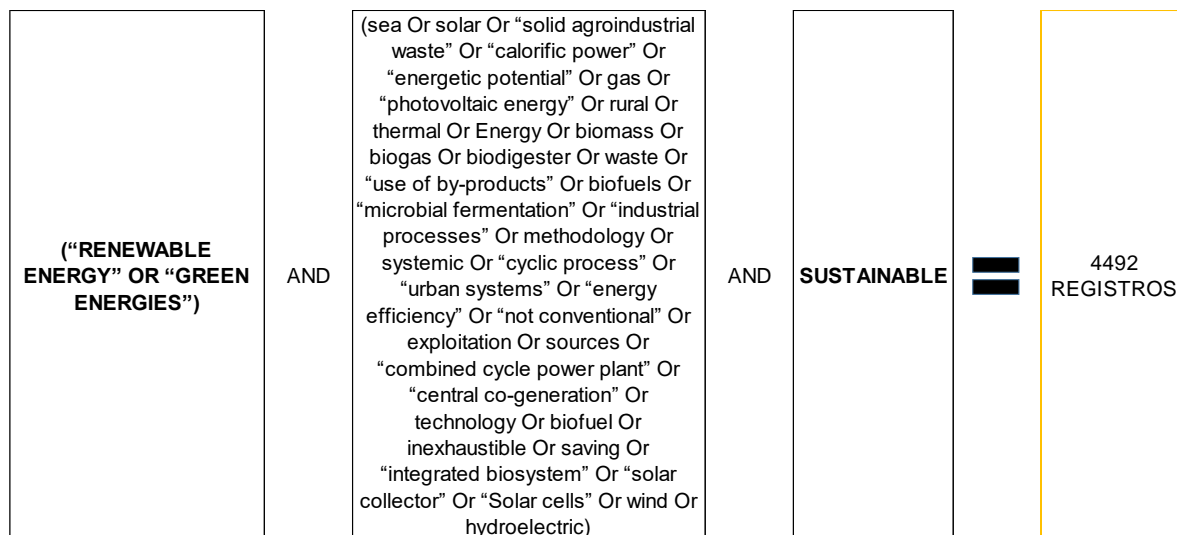 (“RENEWABLE
ENERGY” OR “GREEN
ENERGIES”)
AND
(sea Or solar Or “solid agroindustrial
waste” Or “calorific power” Or
“energetic potential” Or gas Or
“photovoltaic energy” Or rural Or
thermal Or Energy Or biomass Or
biogas Or biodigester Or waste Or
“use of by-products” Or biofuels Or
“microbial fermentation” Or “industrial
processes” Or methodology Or
systemic Or “cyclic process” Or
“urban systems” Or “energy
efficiency” Or “not conventional” Or
exploitation Or sources Or
“combined cycle power plant” Or
“central co-generation” Or
technology Or biofuel Or
inexhaustible Or saving Or
“integrated biosystem” Or “solar
collector” Or “Solar cells” Or wind Or
hydroelectric)
AND
SUSTAINABLE
=
4492
REGISTROS